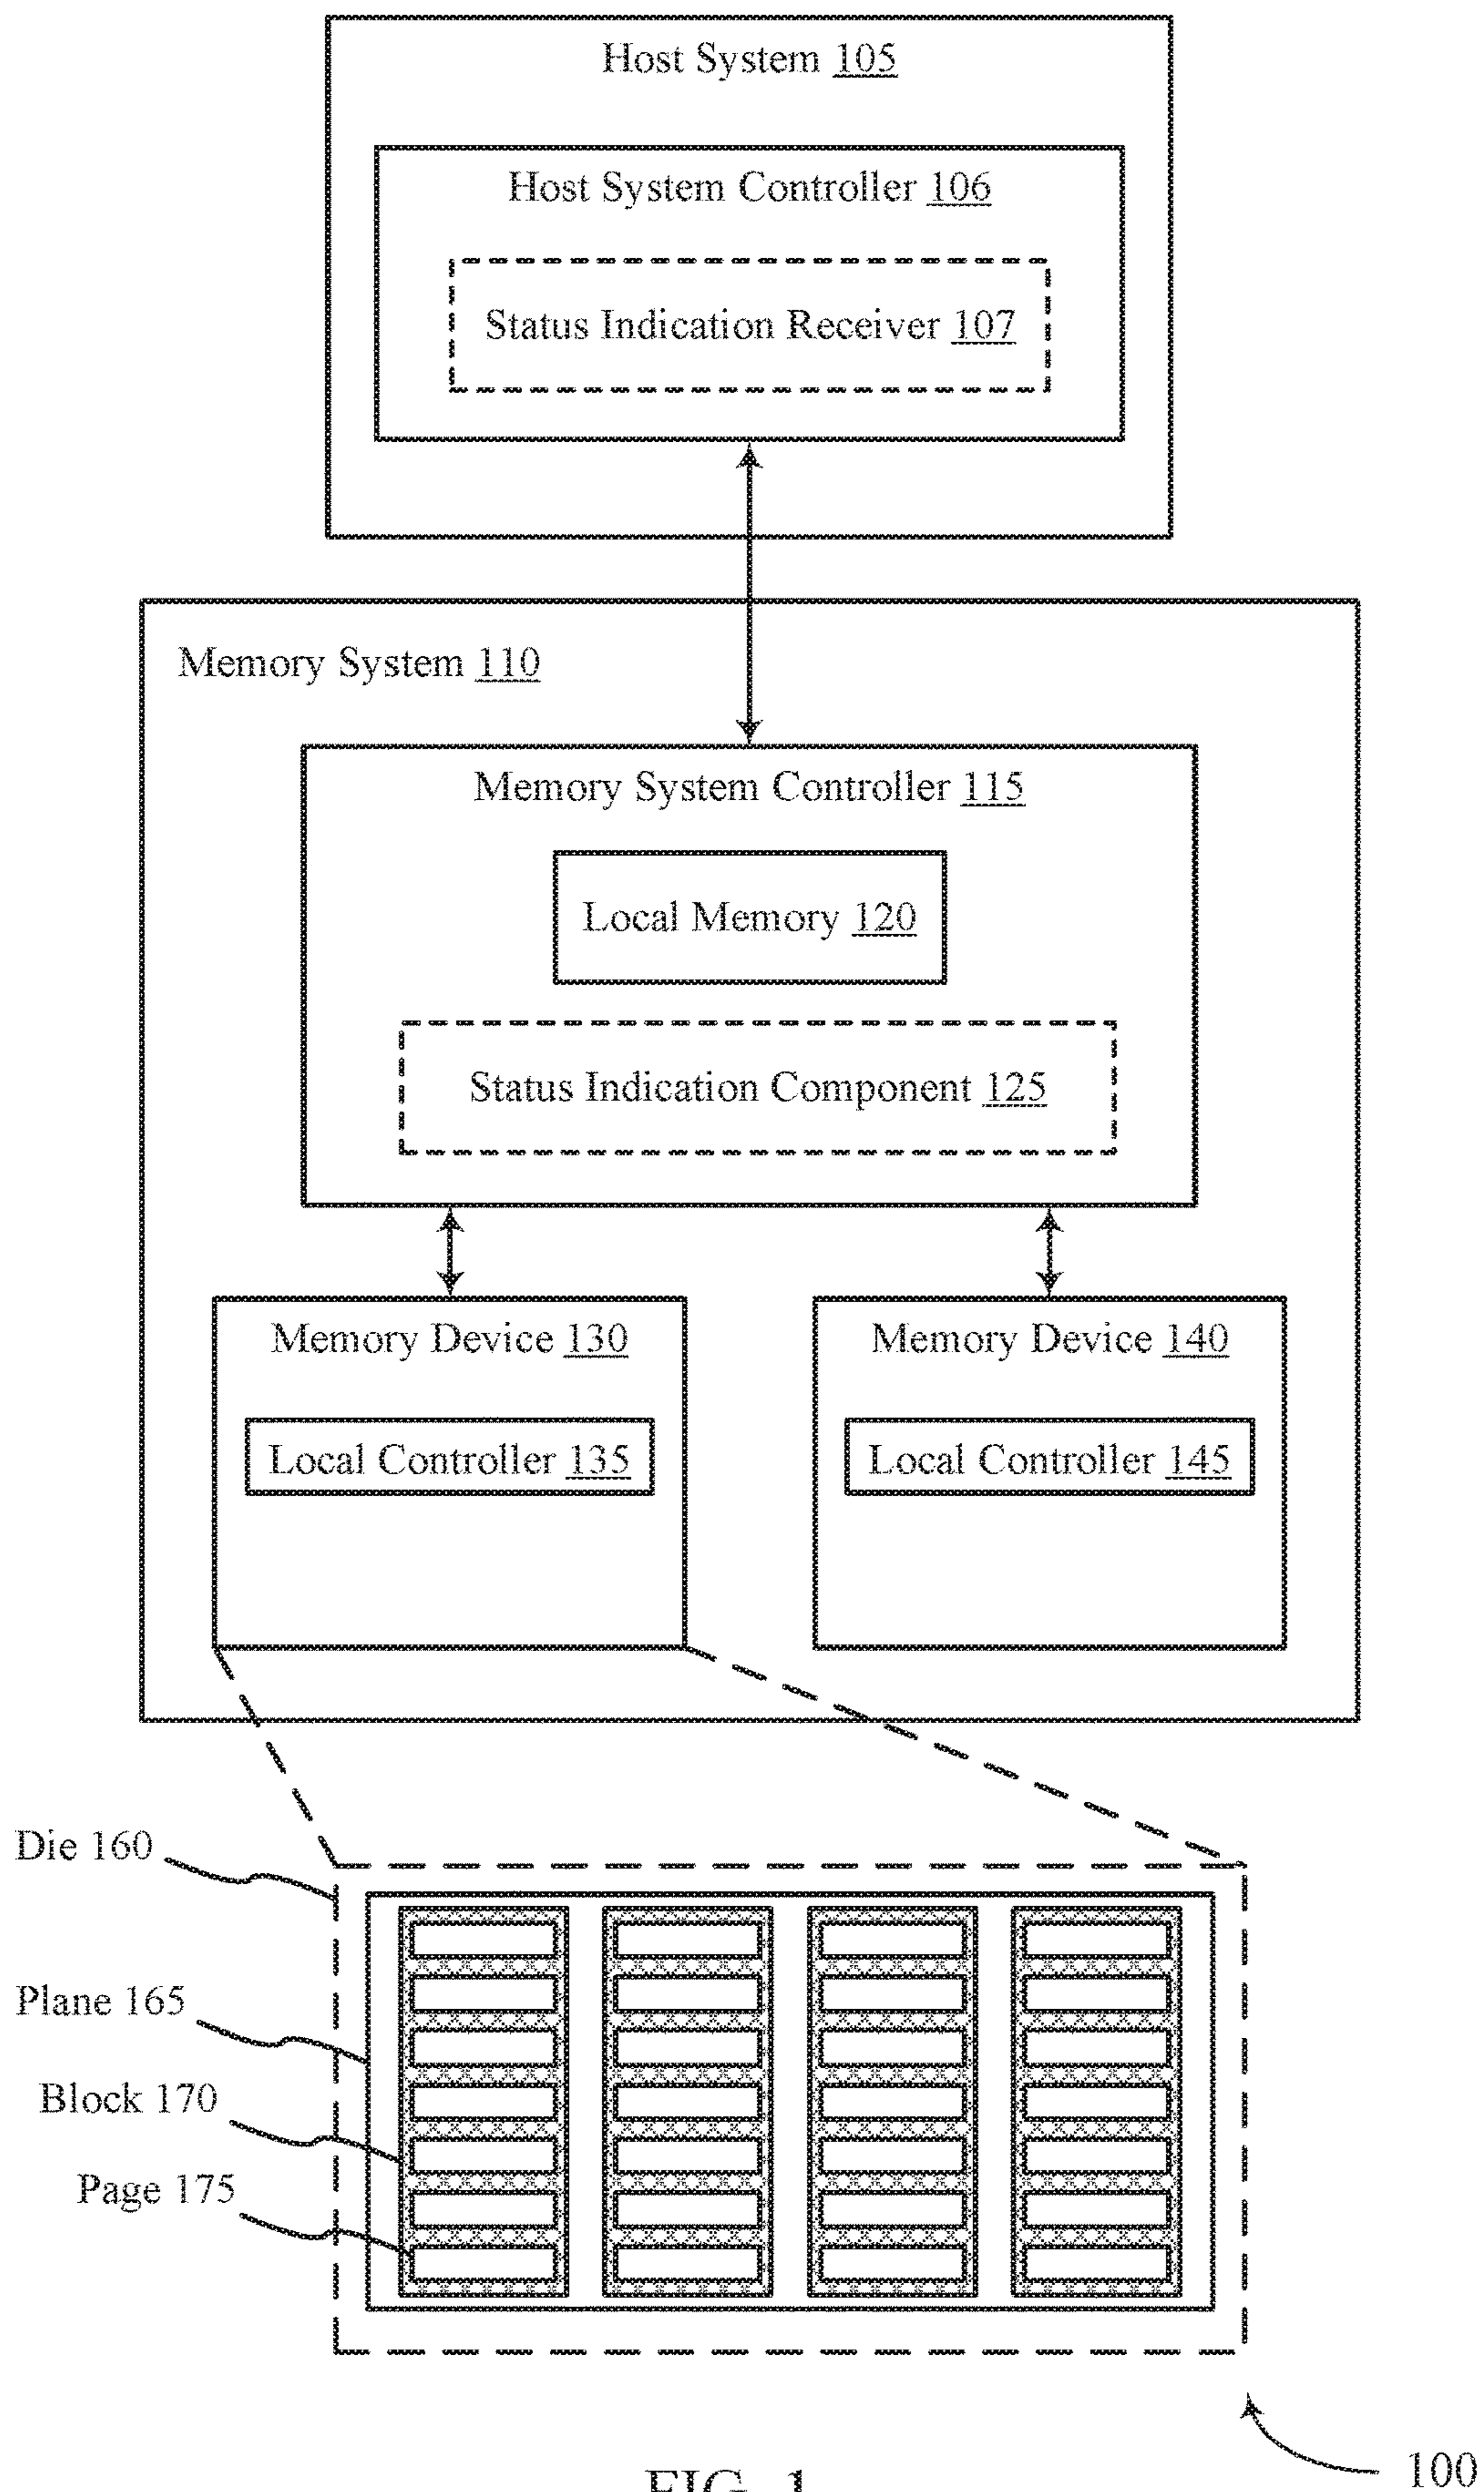 Host System 105
Host System Controller 106
Status Indication Receiver 107
Memory System 110
Memory System Controller 115
Local Memory 120
Status Indication Component 125
Memory Device 130
Memory Device 140
Local Controller 135
Local Controller 145
Die 160
Plane 165
Block 170
Page 175
100
FIG. 1